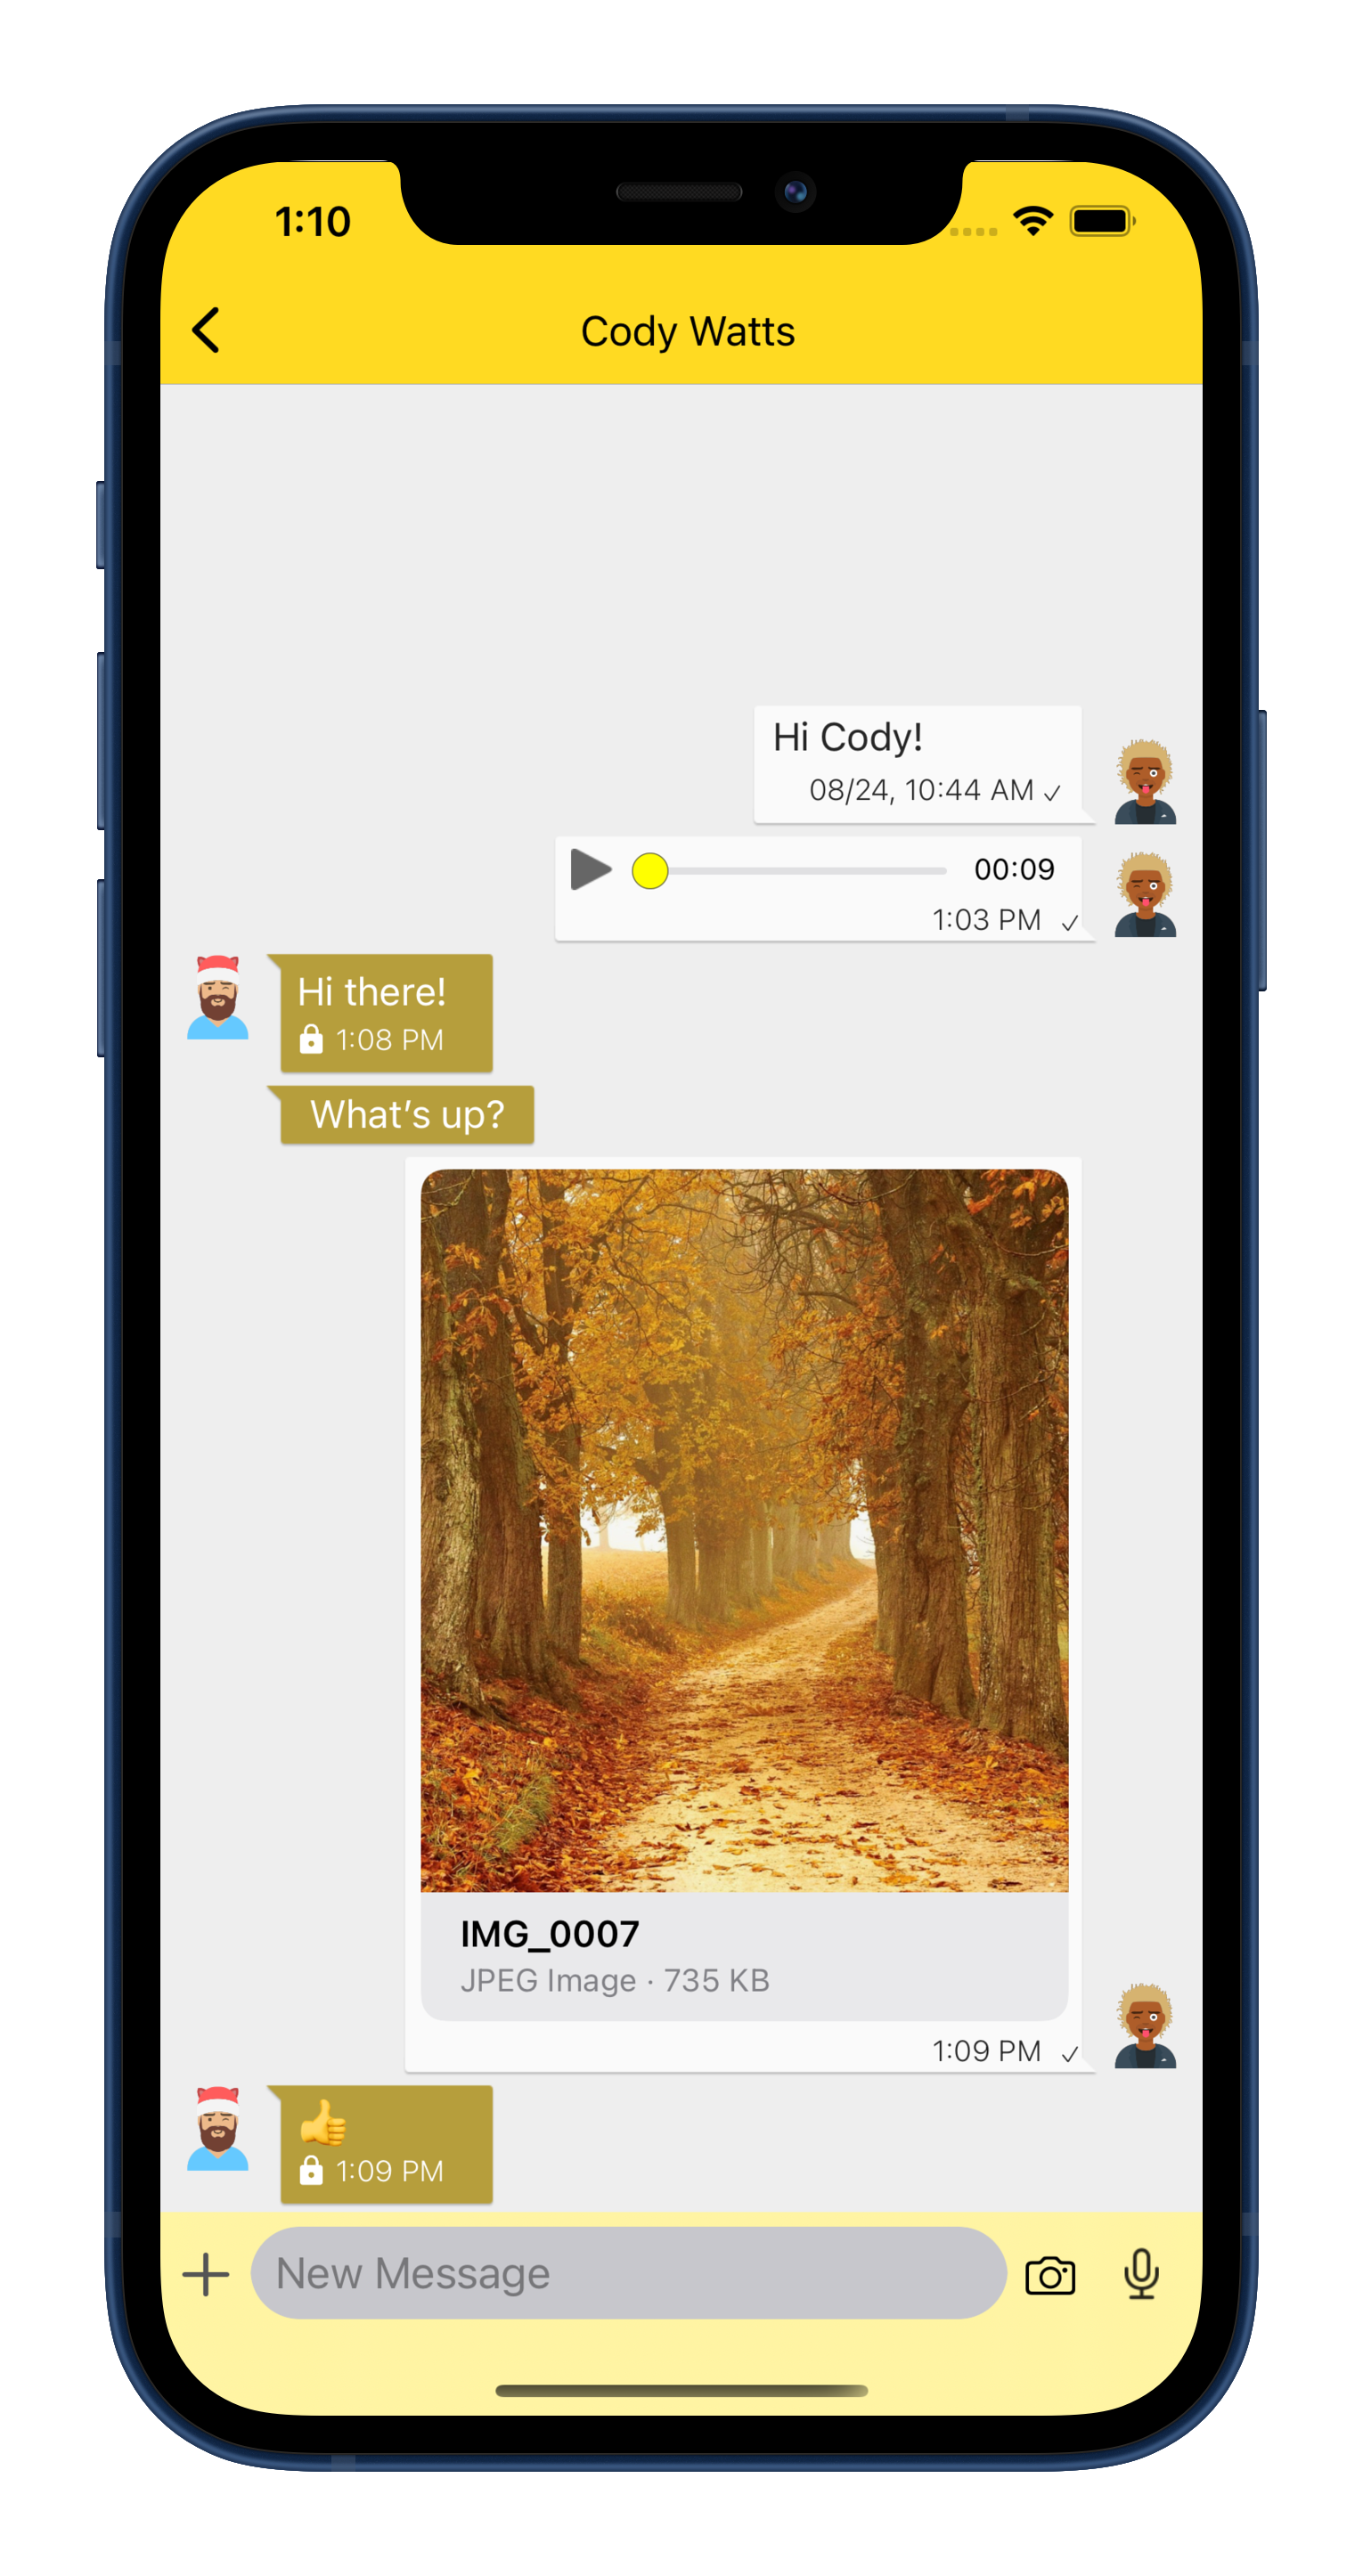 1:10
Cody Watts
Hi Cody!
08/24, 10:44 AM ✓
00:09
1:03 PM ✓
Hi there!
1:08 PM
What's up?
IMG_0007
JPEG Image · 735 KB
1:09 PM ✓
👍
1:09 PM
New Message